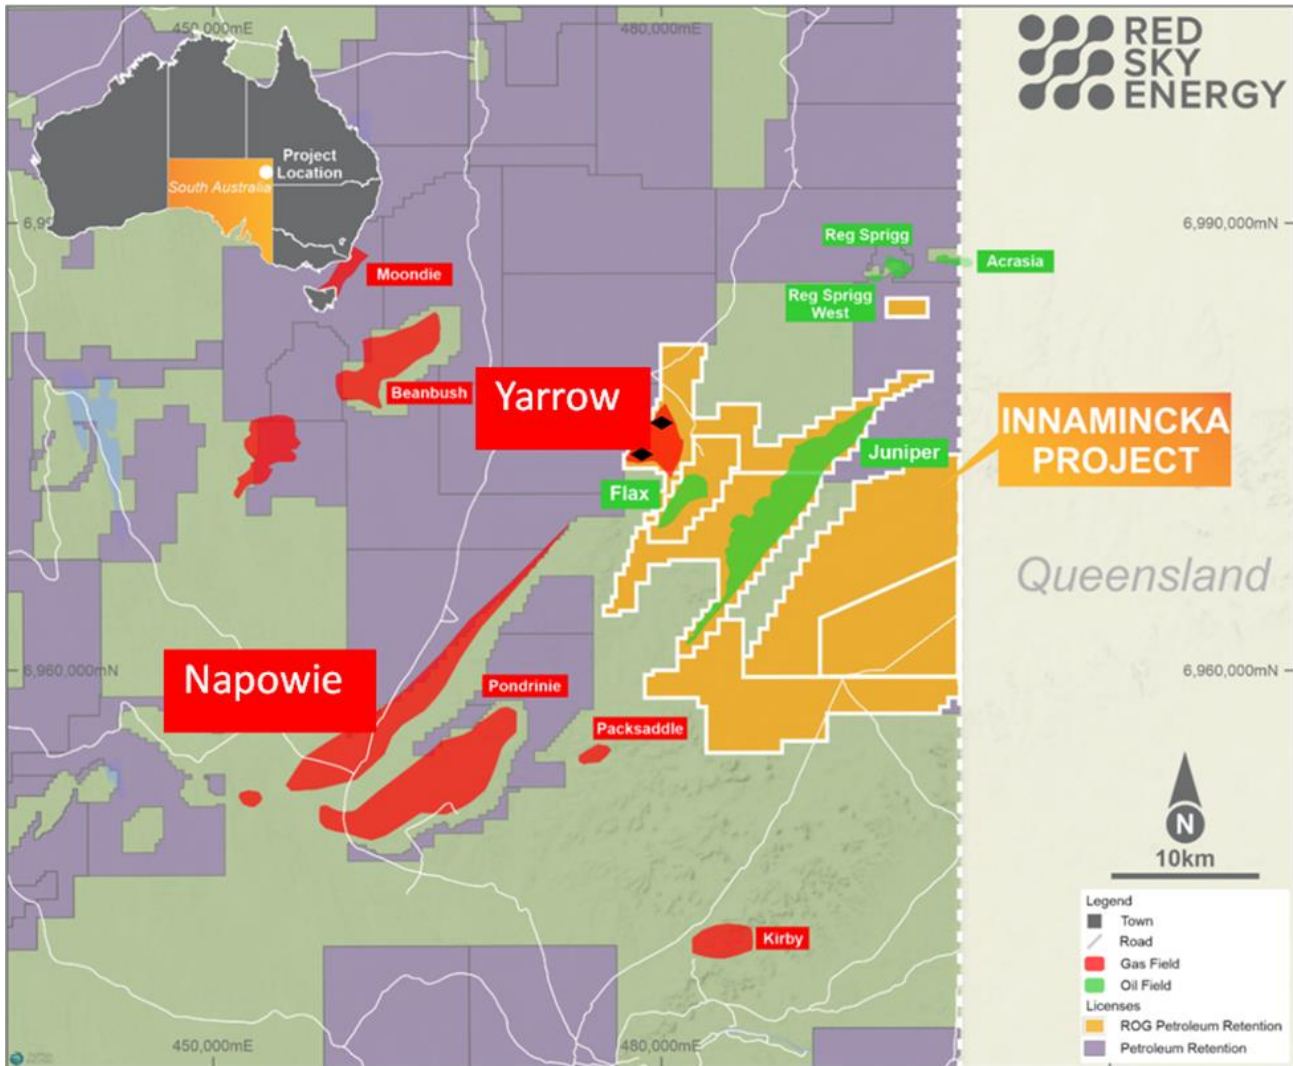 450,000mE
480,000mE
RED
SKY
ENERGY
Project
Location
South Australia
6,990,000mN
Reg Sprigg
Acrasia
Moondie
Reg Sprigg
West
Beanbush
Yarrow
INNAMINCKA
PROJECT
Juniper
Flax
Queensland
6,960,000mN
6,960,000mN
Napowie
Pondrinie
Packsaddle
N
10km
Kirby
Legend
Town
Road
Gas Field
Oil Field
Licenses
ROG Petroleum Retention
Petroleum Retention
450,000mE
480,000mE